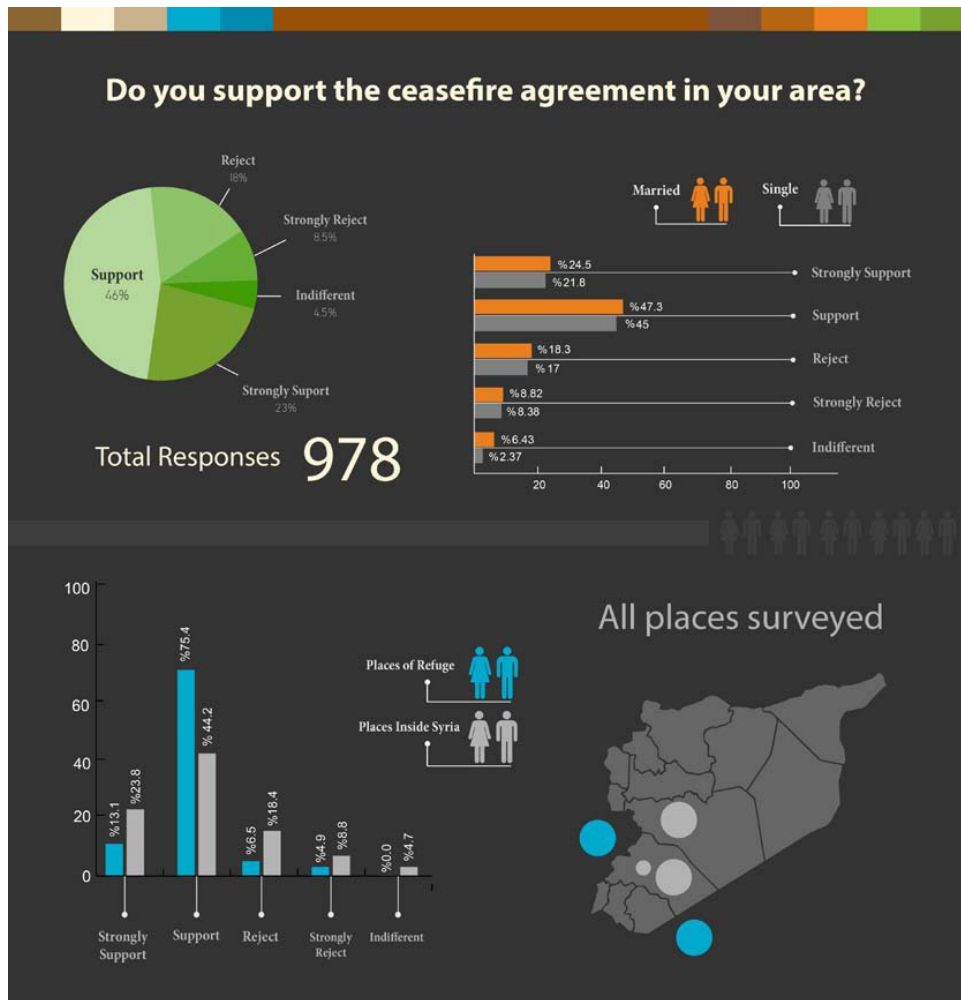 Do you support the ceasefire agreement in your area?
Reject
18%
Strongly Reject
8.5%
Support
46%
Indifferent
4.5%
Strongly Suport
23%
Total Responses 978
Married
Single
%24.5
%21.8
Strongly Support
%47.3
%45
Support
%18.3
%17
Reject
%8.82
%8.38
Strongly Reject
%6.43
%2.37
Indifferent
20 40 60 80 100
100
80
60
40
20
0
%13.1
%23.8
%75.4
% 44.2
%6.5
%18.4
%4.9
%8.8
%0.0
%4.7
Strongly
Support
Support
Reject
Strongly
Reject
Indifferent
Places of Refuge
Places Inside Syria
All places surveyed